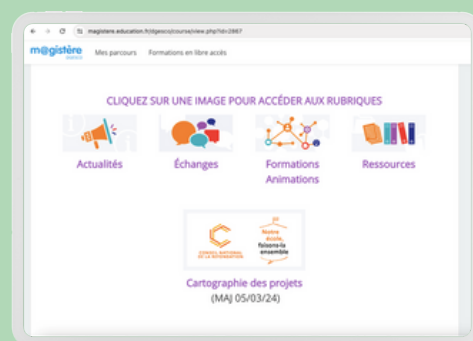 magistere.education.fr/dgesco/course/view.php?id=2867
m@gistère
Mes parcours Formations en libre accès
CLIQUEZ SUR UNE IMAGE POUR ACCÉDER AUX RUBRIQUES
Actualités
Échanges
Formations
Animations
Ressources
CONSEIL NATIONAL
DE LA REFONDATION
Notre
école,
faisons-la
ensemble
Cartographie des projets
(MAJ 05/03/24)